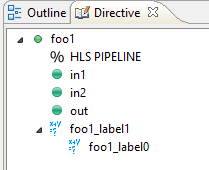 Outline Directive
foo1
% HLS PIPELINE
in1
in2
out
foo1_label1
foo1_label0